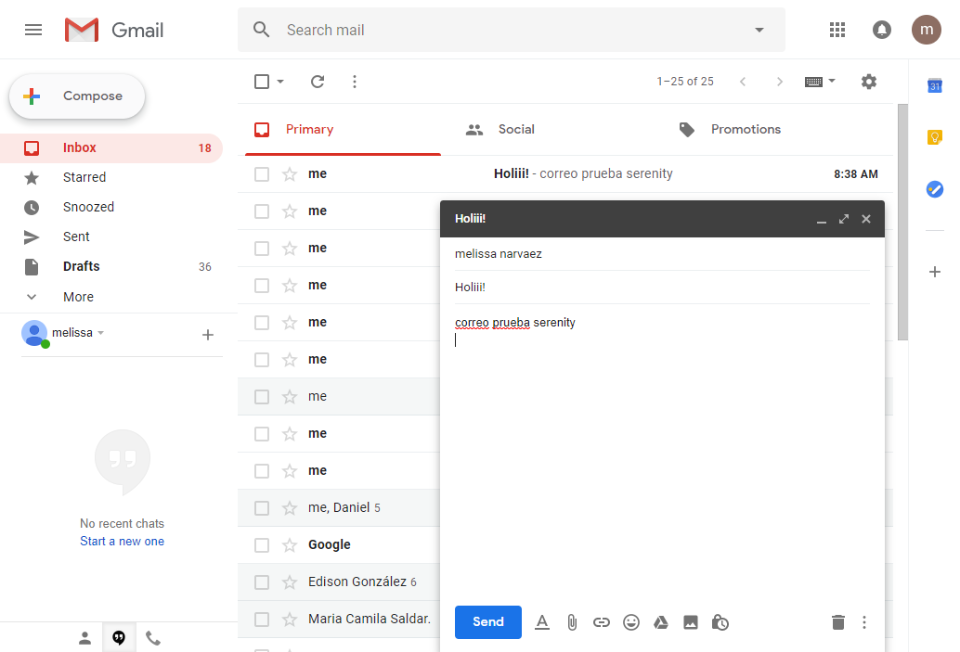 Gmail
Search mail
m
Compose
1–25 of 25
31
Primary
Social
Promotions
Inbox 18
Starred
Snoozed
Sent
Drafts 36
More
melissa
No recent chats
Start a new one
me Holiii! - correo prueba serenity 8:38 AM
me
me
me
me
me
me
me
me
me, Daniel 5
Google
Edison González 6
Maria Camila Saldar.
Holiii!
melissa narvaez
Holiii!
correo prueba serenity
Send